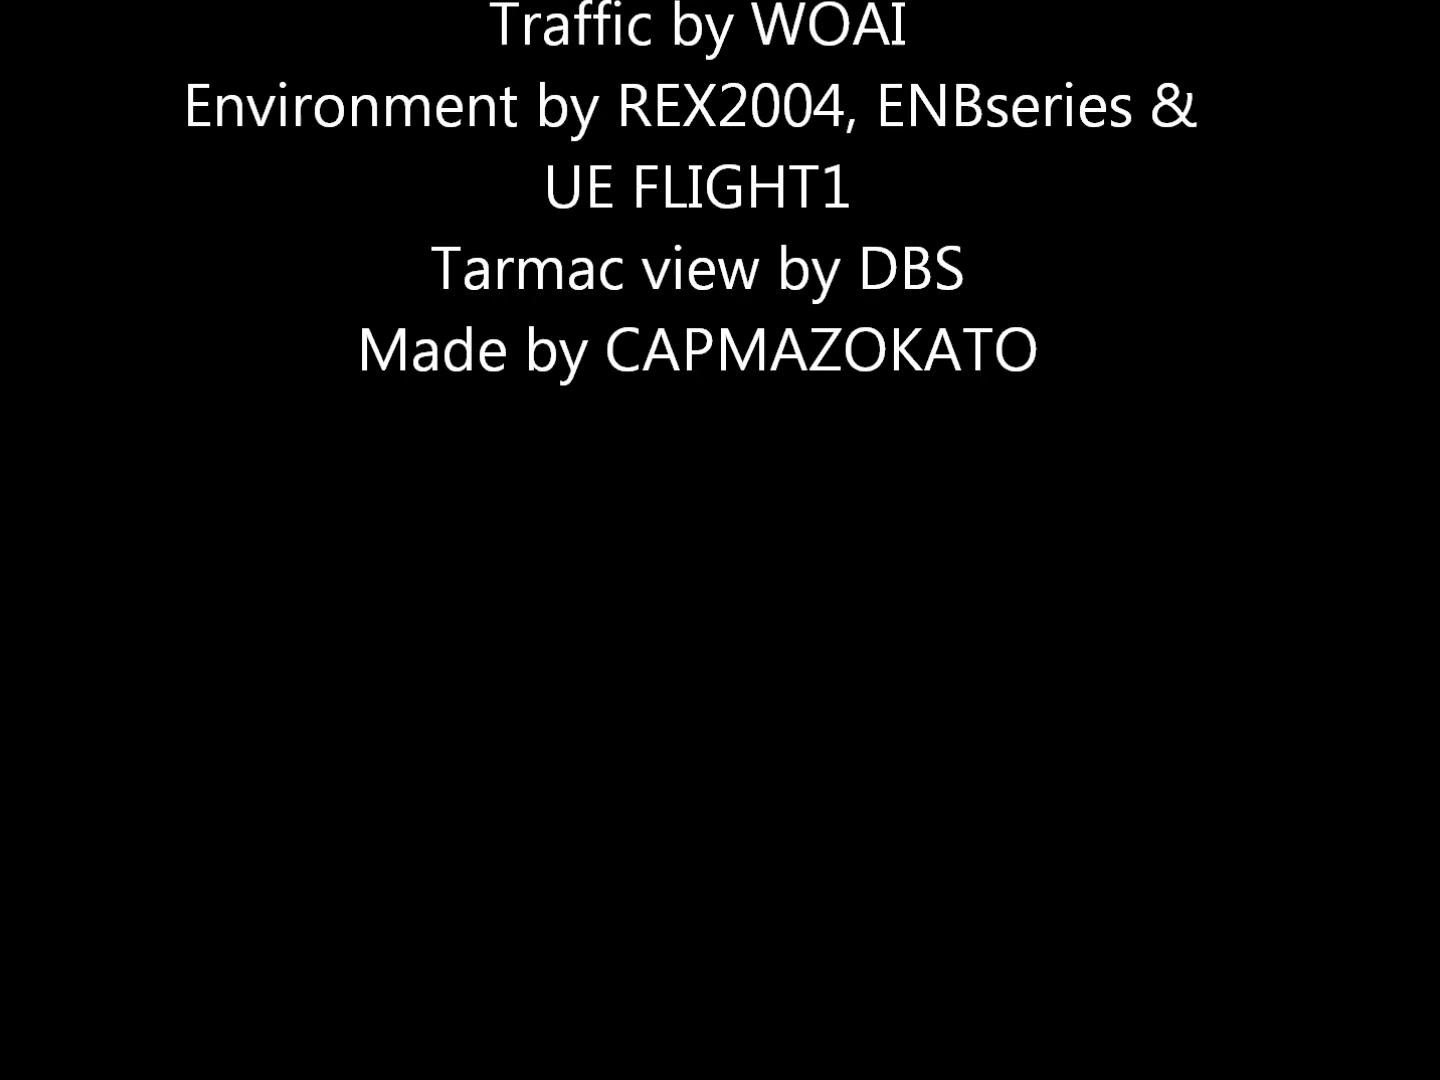 Traffic by WOAI
Environment by REX2004, ENBseries &
UE FLIGHT1
Tarmac view by DBS
Made by CAPMAZOKATO